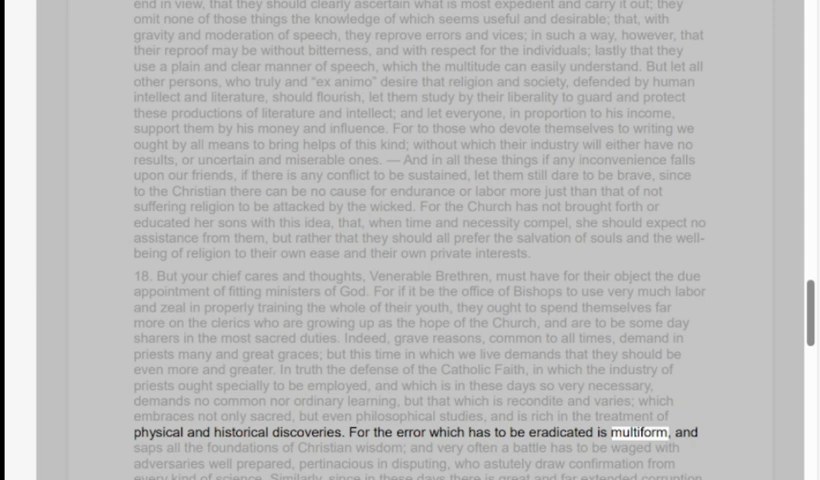 end in view, that they should clearly ascertain what is most expedient and carry it out; they
omit none of those things the knowledge of which seems useful and desirable; that, with
gravity and moderation of speech, they reprove errors and vices; in such a way, however, that
their reproof may be without bitterness, and with respect for the individuals; lastly that they
use a plain and clear manner of speech, which the multitude can easily understand. But let all
other persons, who truly and “ex animo” desire that religion and society, defended by human
intellect and literature, should flourish, let them study by their liberality to guard and protect
these productions of literature and intellect; and let everyone, in proportion to his income,
support them by his money and influence. For to those who devote themselves to writing we
ought by all means to bring helps of this kind; without which their industry will either have no
results, or uncertain and miserable ones. — And in all these things if any inconvenience falls
upon our friends, if there is any conflict to be sustained, let them still dare to be brave, since
to the Christian there can be no cause for endurance or labor more just than that of not
suffering religion to be attacked by the wicked. For the Church has not brought forth or
educated her sons with this idea, that, when time and necessity compel, she should expect no
assistance from them, but rather that they should all prefer the salvation of souls and the well-
being of religion to their own ease and their own private interests.
18. But your chief cares and thoughts, Venerable Brethren, must have for their object the due
appointment of fitting ministers of God. For if it be the office of Bishops to use very much labor
and zeal in properly training the whole of their youth, they ought to spend themselves far
more on the clerics who are growing up as the hope of the Church, and are to be some day
sharers in the most sacred duties. Indeed, grave reasons, common to all times, demand in
priests many and great graces; but this time in which we live demands that they should be
even more and greater. In truth the defense of the Catholic Faith, in which the industry of
priests ought specially to be employed, and which is in these days so very necessary,
demands no common nor ordinary learning, but that which is recondite and varies; which
embraces not only sacred, but even philosophical studies, and is rich in the treatment of
physical and historical discoveries. For the error which has to be eradicated is multiform, and
saps all the foundations of Christian wisdom; and very often a battle has to be waged with
adversaries well prepared, pertinacious in disputing, who astutely draw confirmation from
every kind of science. Similarly, since in these days there is great and far extended corruption